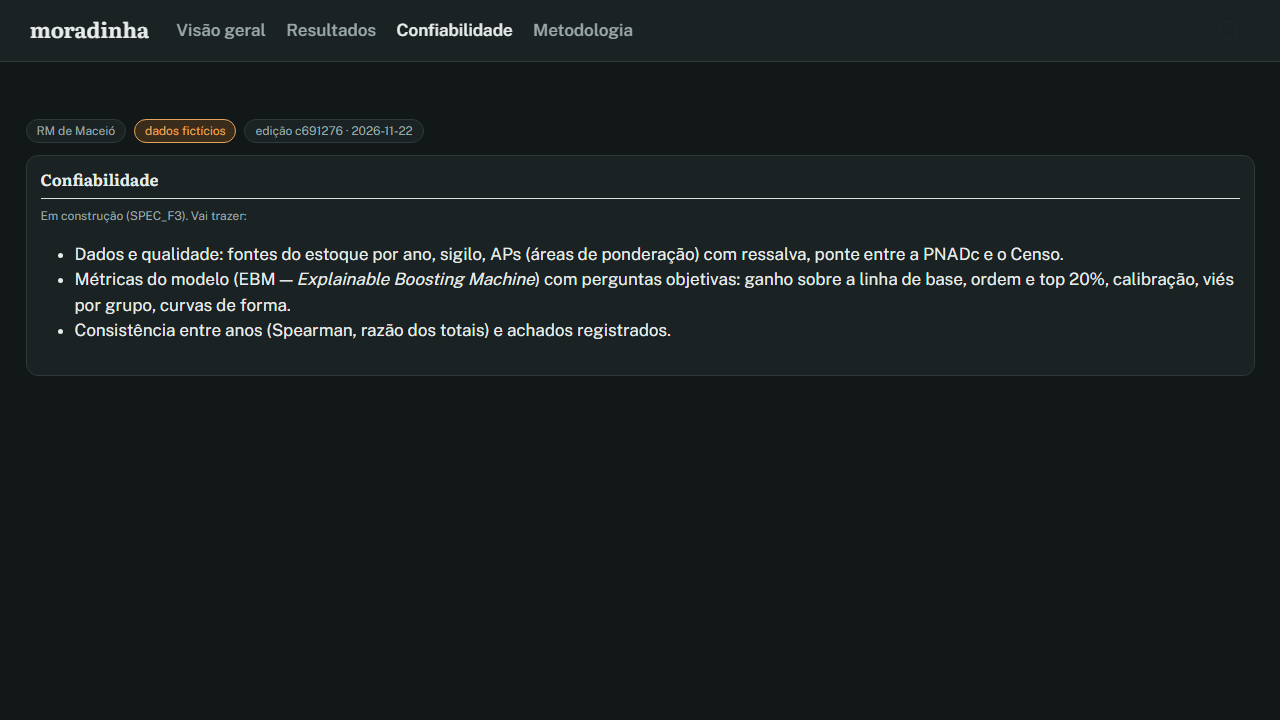 moradinha Visão geral Resultados Confiabilidade Metodologia
RM de Maceió dados fictícios edição c691276 · 2026-11-22
Confiabilidade
Em construção (SPEC_F3). Vai trazer:
• Dados e qualidade: fontes do estoque por ano, sigilo, APs (áreas de ponderação) com ressalva, ponte entre a PNADc e o Censo.
• Métricas do modelo (EBM — Explainable Boosting Machine) com perguntas objetivas: ganho sobre a linha de base, ordem e top 20%, calibração, viés
por grupo, curvas de forma.
• Consistência entre anos (Spearman, razão dos totais) e achados registrados.